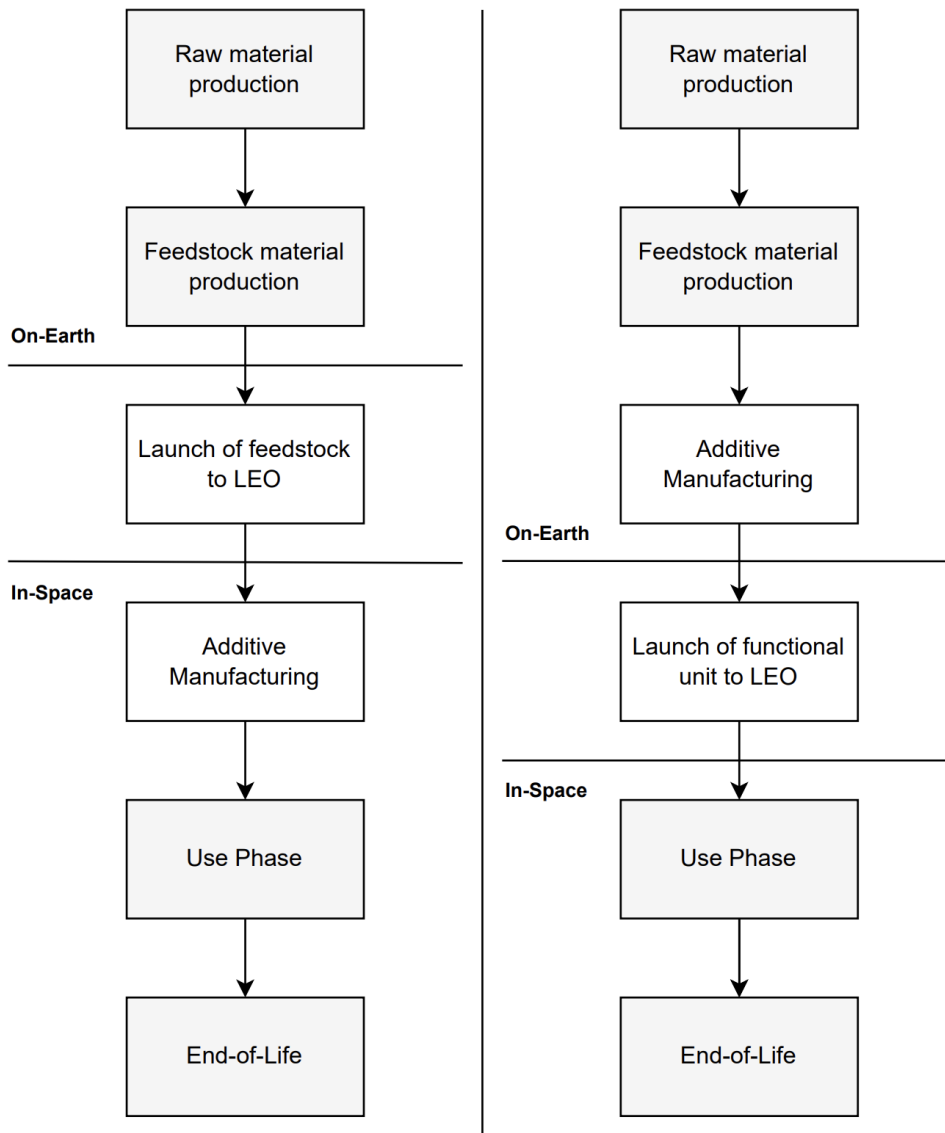 Raw material
production
Feedstock material
production
On-Earth
Launch of feedstock
to LEO
In-Space
Additive
Manufacturing
Use Phase
End-of-Life
Raw material
production
Feedstock material
production
Additive
Manufacturing
On-Earth
Launch of functional
unit to LEO
In-Space
Use Phase
End-of-Life